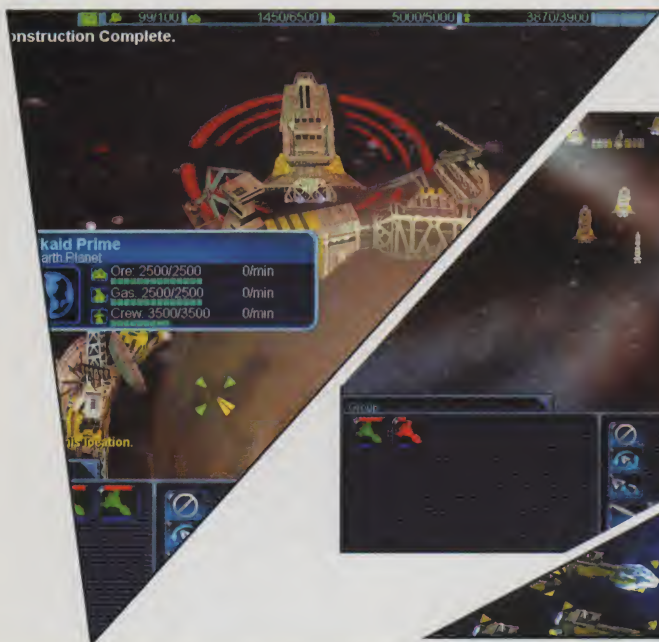 99/100 1450/6500 5000/5000 3870/3900
onstruction Complete.
kald Prime
arth Planet
Ore: 2500/2500 0/min
Gas: 2500/2500 0/min
Crew: 3500/3500 0/min
his location.
Group